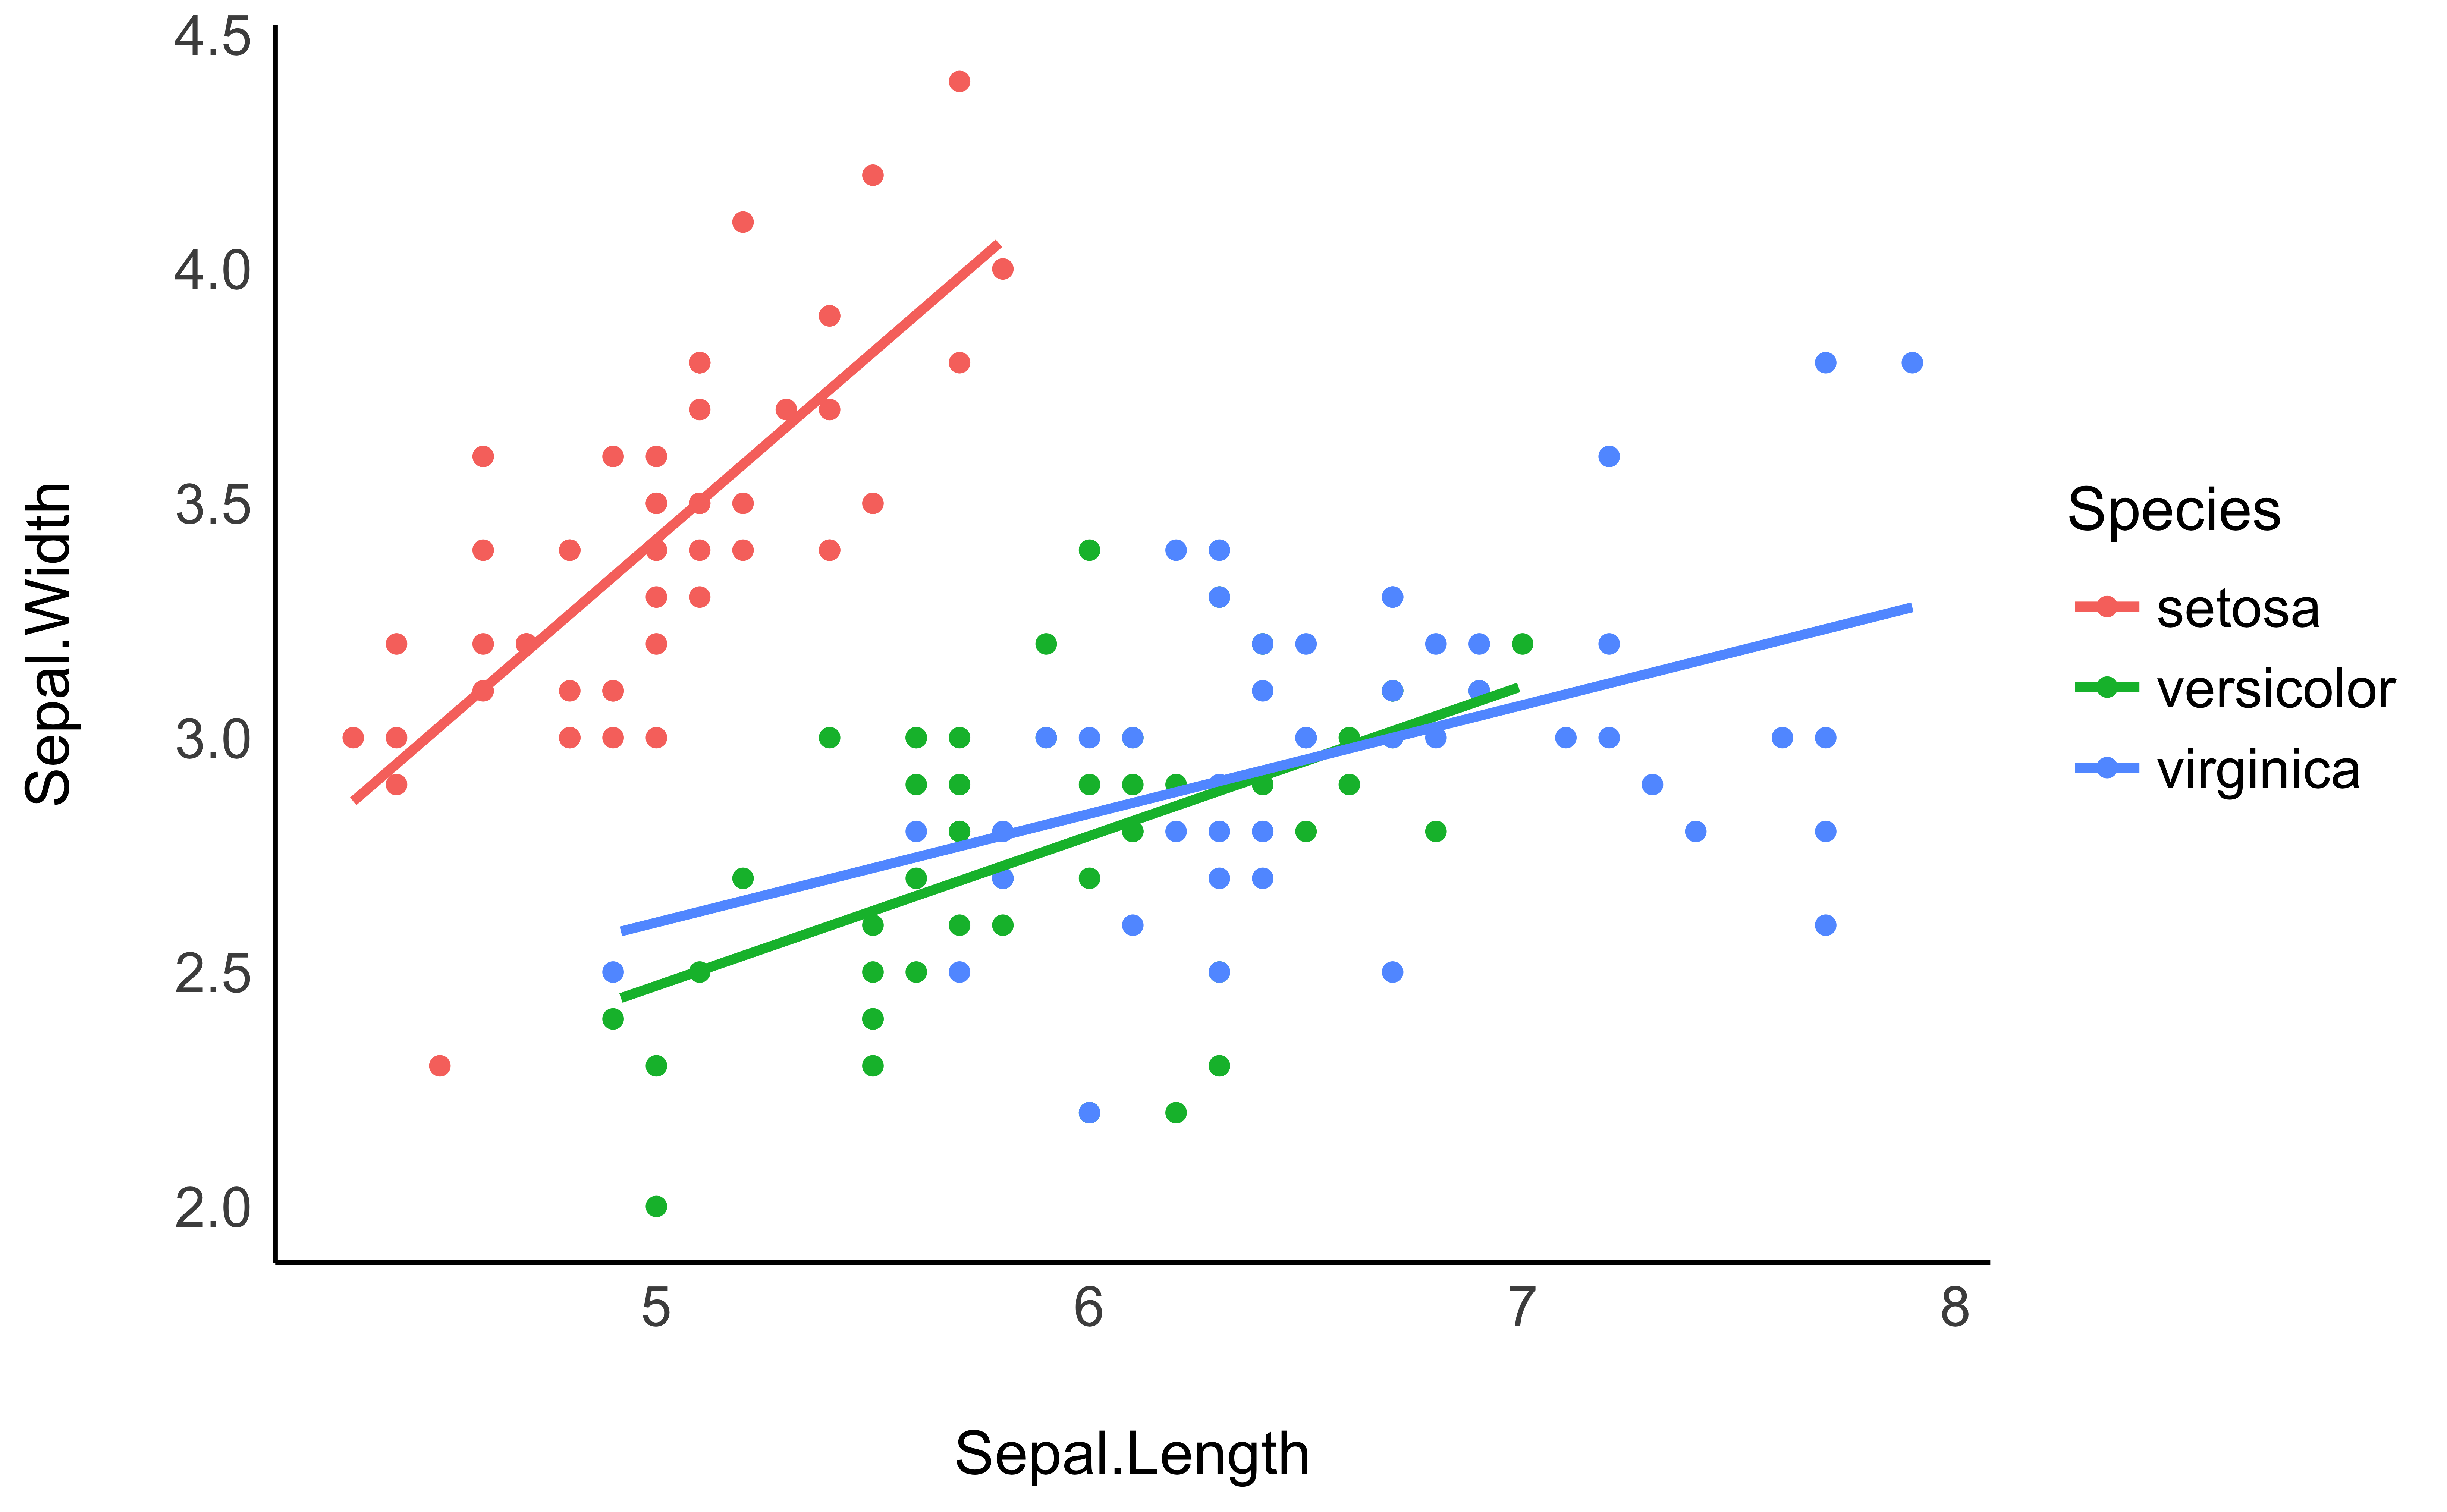 4.5
4.0
3.5
3.0
2.5
2.0
Sepal.Width
5 6 7 8
Sepal.Length
Species
setosa
versicolor
virginica